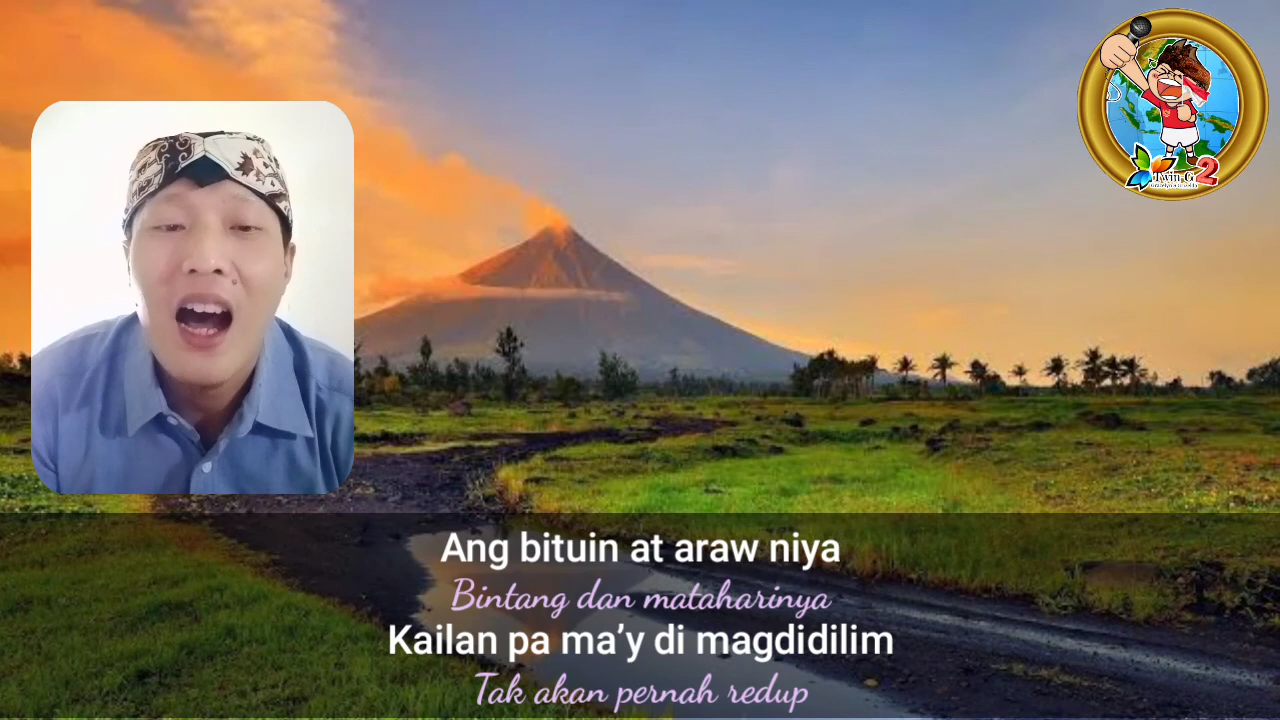 Twin G
2
Ang bituin at araw niya
Bintang dan mataharinya
Kailan pa ma’y di magdidilim
Tak akan pernah redup